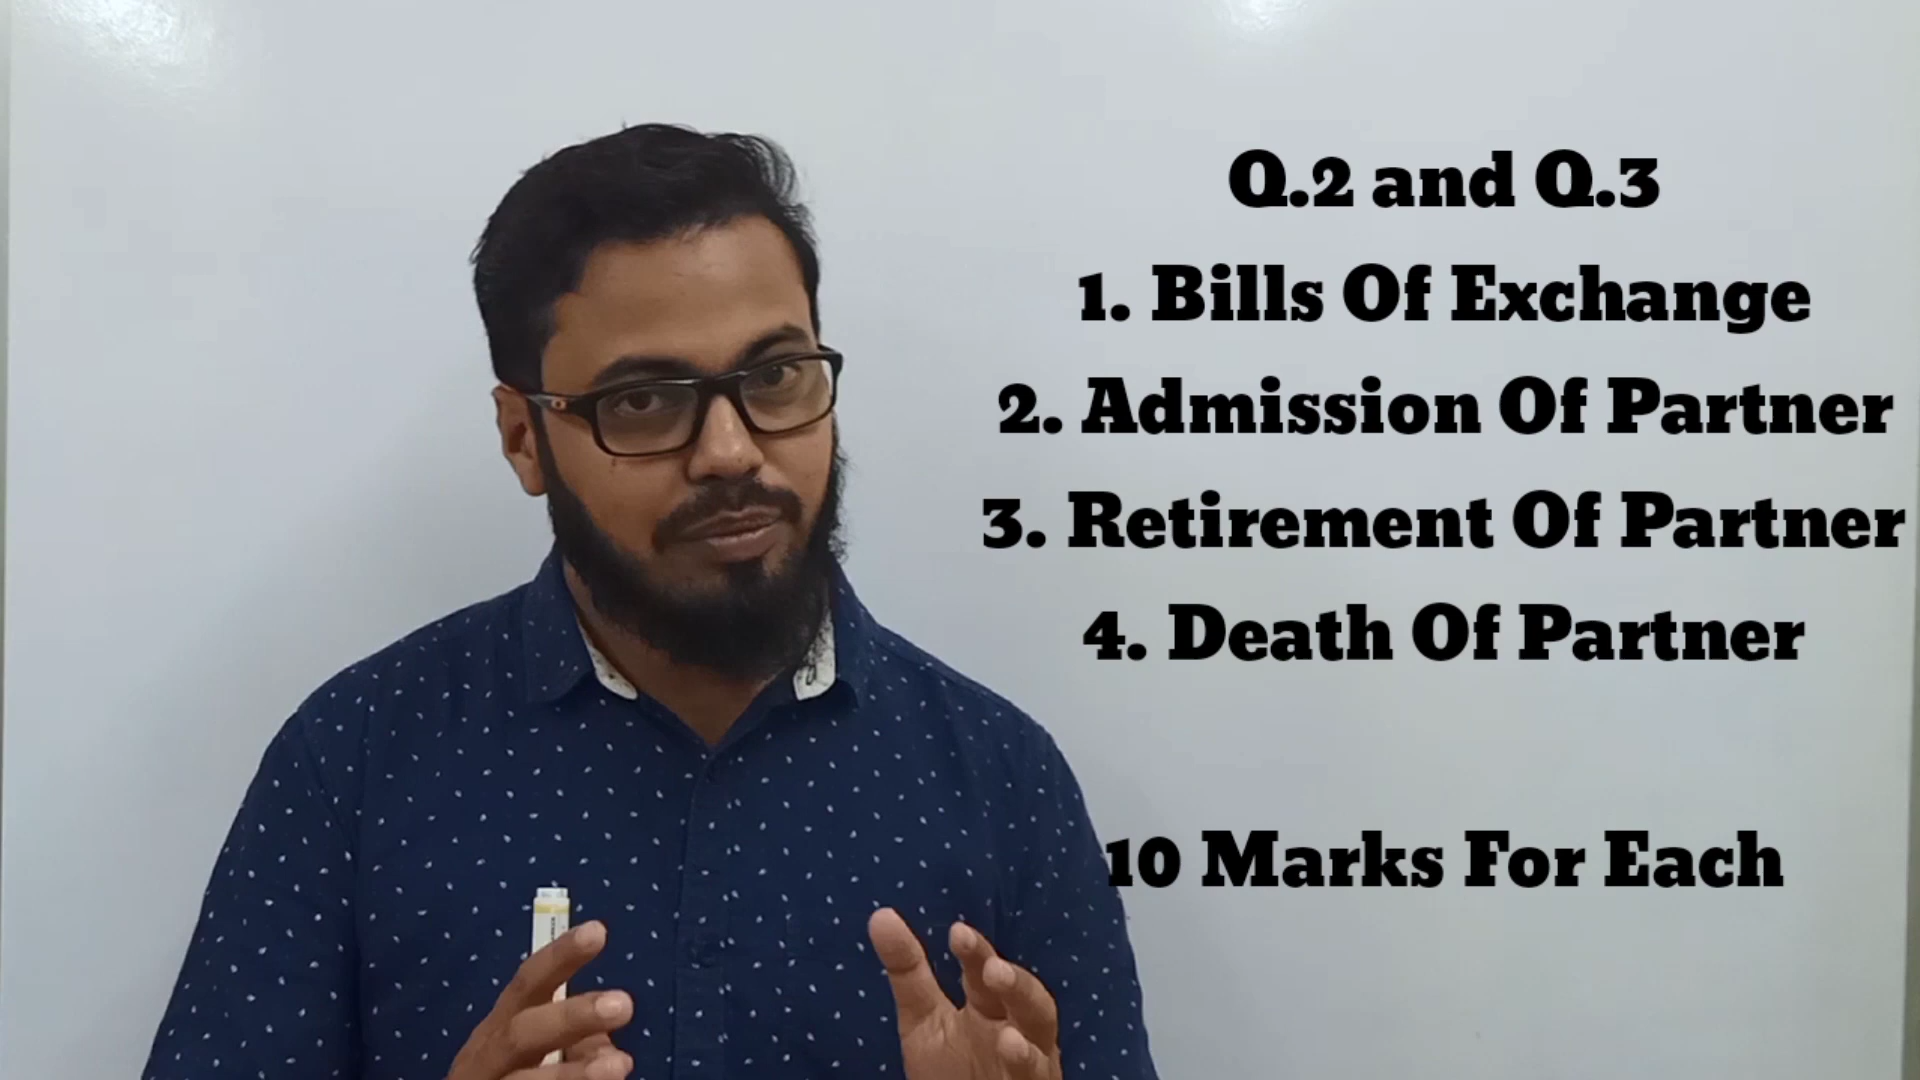 Q.2 and Q.3
1. Bills Of Exchange
2. Admission Of Partner
3. Retirement Of Partner
4. Death Of Partner
10 Marks For Each